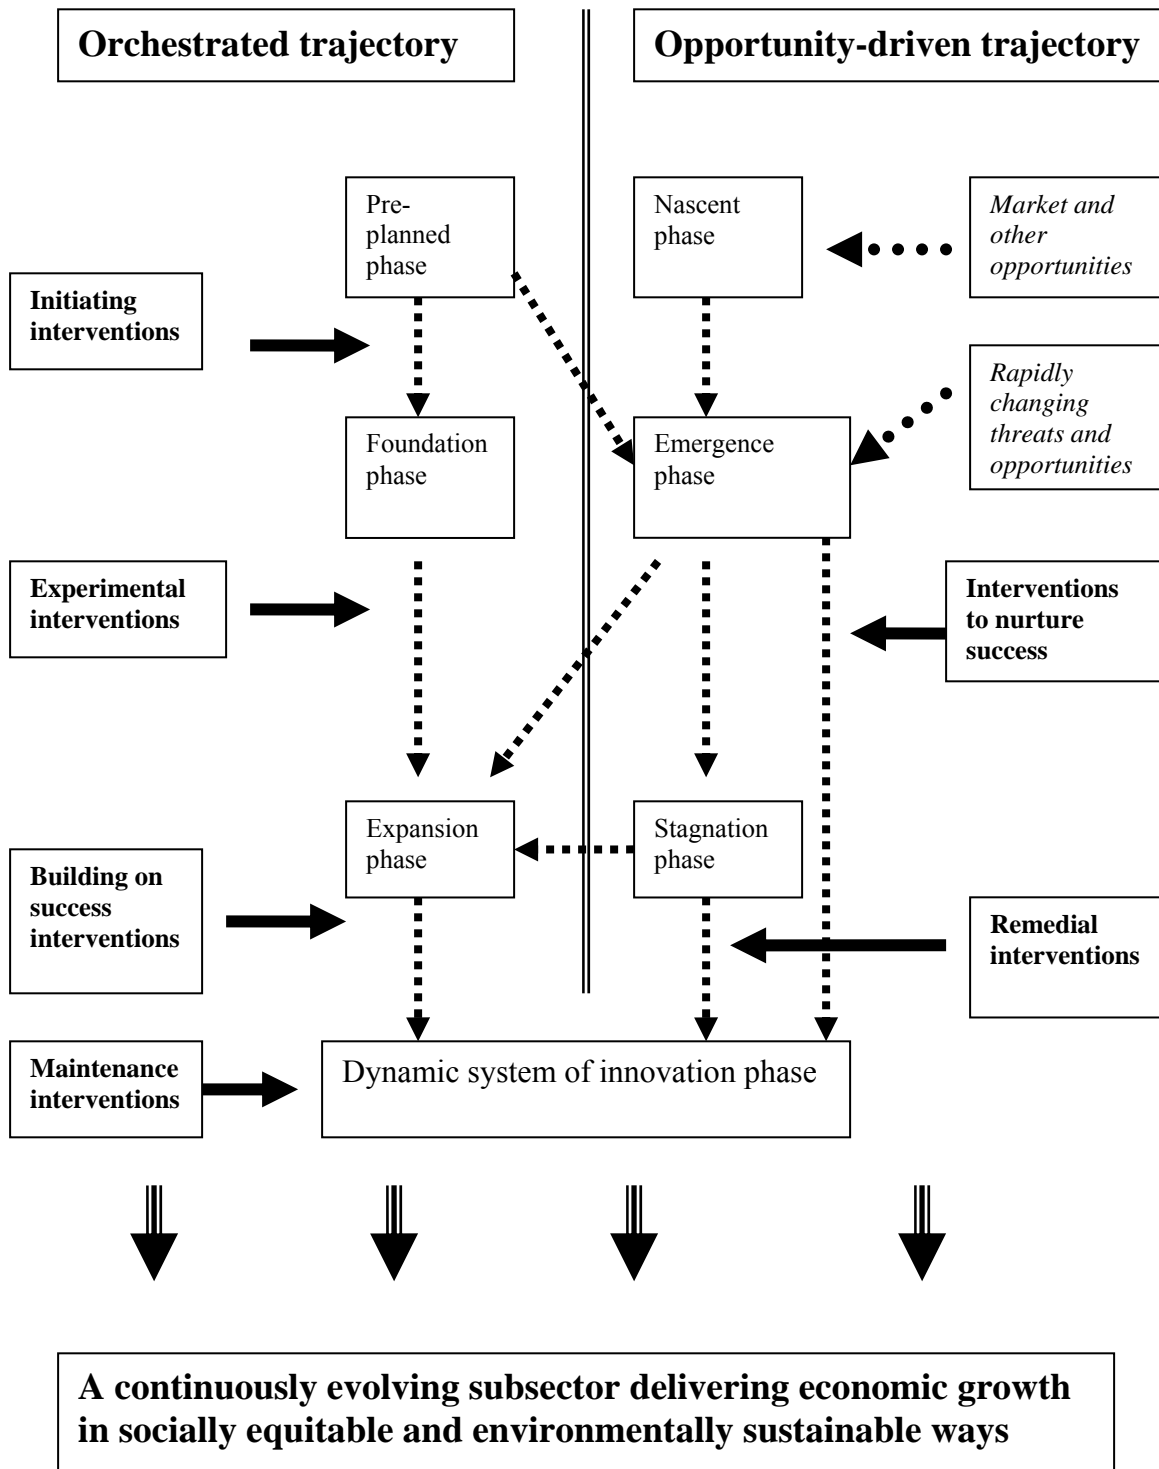 Orchestrated trajectory
Opportunity-driven trajectory
Pre-
planned
phase
Nascent
phase
Market and
other
opportunities
Initiating
interventions
Rapidly
changing
threats and
opportunities
Foundation
phase
Emergence
phase
Experimental
interventions
Interventions
to nurture
success
Expansion
phase
Stagnation
phase
Building on
success
interventions
Remedial
interventions
Maintenance
interventions
Dynamic system of innovation phase
A continuously evolving subsector delivering economic growth
in socially equitable and environmentally sustainable ways